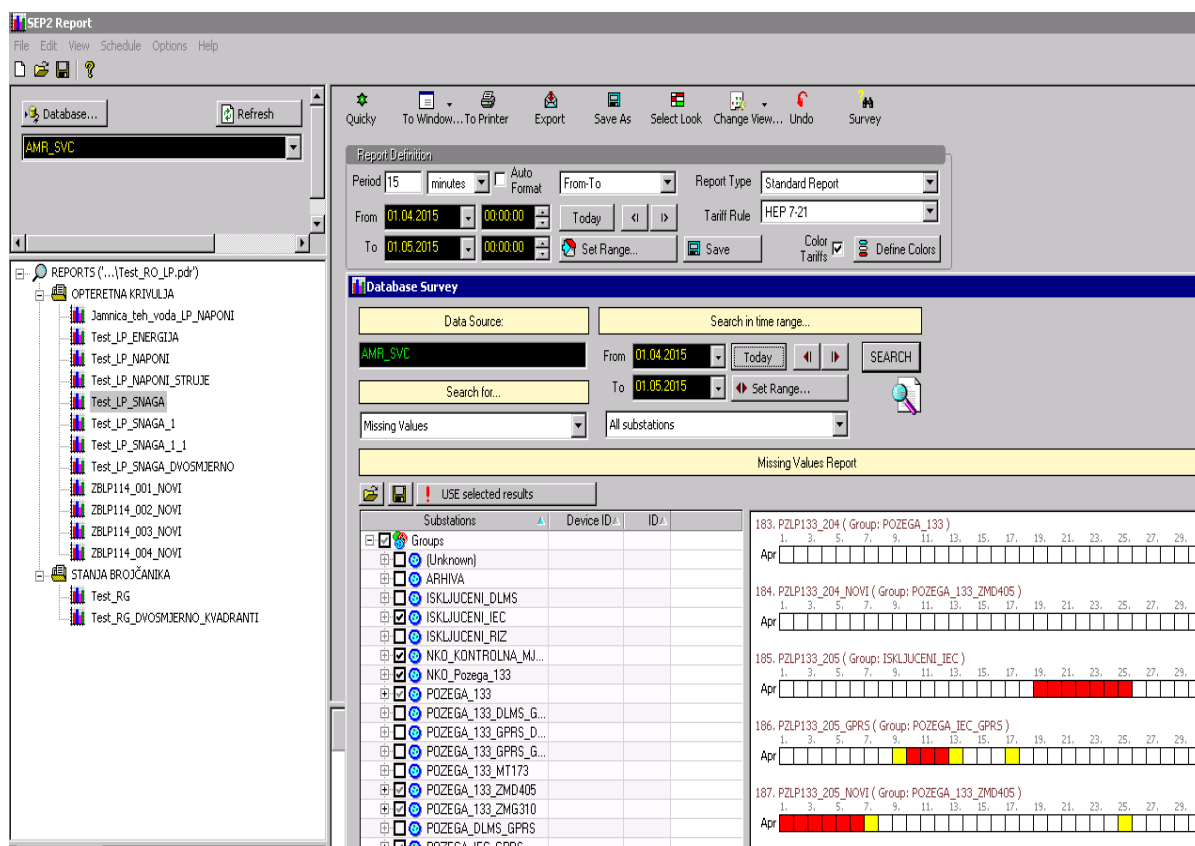 SEP2 Report
File Edit View Schedule Options Help
Database...
Refresh
AMR_SVC
REPORTS ('...\Test_RO_LP.pdr')
OPTERETNA KRIVULJA
Jamnica_teh_voda_LP_NAPONI
Test_LP_ENERGIJA
Test_LP_NAPONI
Test_LP_NAPONI_STRUJE
Test_LP_SNAGA
Test_LP_SNAGA_1
Test_LP_SNAGA_1_1
Test_LP_SNAGA_DVOSMJERNO
ZBLP114_001_NOVI
ZBLP114_002_NOVI
ZBLP114_003_NOVI
ZBLP114_004_NOVI
STANJA BROJČANIKA
Test_RG
Test_RG_DVOSMJERNO_KVADRANTI
Quicky To Window... To Printer Export Save As Select Look Change View... Undo Survey
Report Definition
Period 15 minutes Auto Format From-To Report Type Standard Report
From 01.04.2015 00:00:00 Today Tariff Rule HEP 7-21
To 01.05.2015 00:00:00 Set Range... Save Color Tariffs Define Colors
Database Survey
Data Source: Search in time range...
AMR_SVC From 01.04.2015 Today SEARCH
Search for... To 01.05.2015 Set Range...
Missing Values All substations
Missing Values Report
USE selected results
Substations Device ID ID
Groups
(Unknown)
ARHIVA
ISKLJUCENI_DLMS
ISKLJUCENI_IEC
ISKLJUCENI_RIZ
NKO_KONTROLNA_MJ...
NKO_Pozega_133
POZEGA_133
POZEGA_133_DLMS_G...
POZEGA_133_GPRS_D...
POZEGA_133_GPRS_G...
POZEGA_133_MT173
POZEGA_133_ZMD405
POZEGA_133_ZMG310
POZEGA_DLMS_GPRS
POZEGA_IEC_GPRS
183. PZLP133_204 ( Group: POZEGA_133 )
1. 3. 5. 7. 9. 11. 13. 15. 17. 19. 21. 23. 25. 27. 29.
Apr
184. PZLP133_204_NOVI ( Group: POZEGA_133_ZMD405 )
1. 3. 5. 7. 9. 11. 13. 15. 17. 19. 21. 23. 25. 27. 29.
Apr
185. PZLP133_205 ( Group: ISKLJUCENI_IEC )
1. 3. 5. 7. 9. 11. 13. 15. 17. 19. 21. 23. 25. 27. 29.
Apr
186. PZLP133_205_GPRS ( Group: POZEGA_IEC_GPRS )
1. 3. 5. 7. 9. 11. 13. 15. 17. 19. 21. 23. 25. 27. 29.
Apr
187. PZLP133_205_NOVI ( Group: POZEGA_133_ZMD405 )
1. 3. 5. 7. 9. 11. 13. 15. 17. 19. 21. 23. 25. 27. 29.
Apr